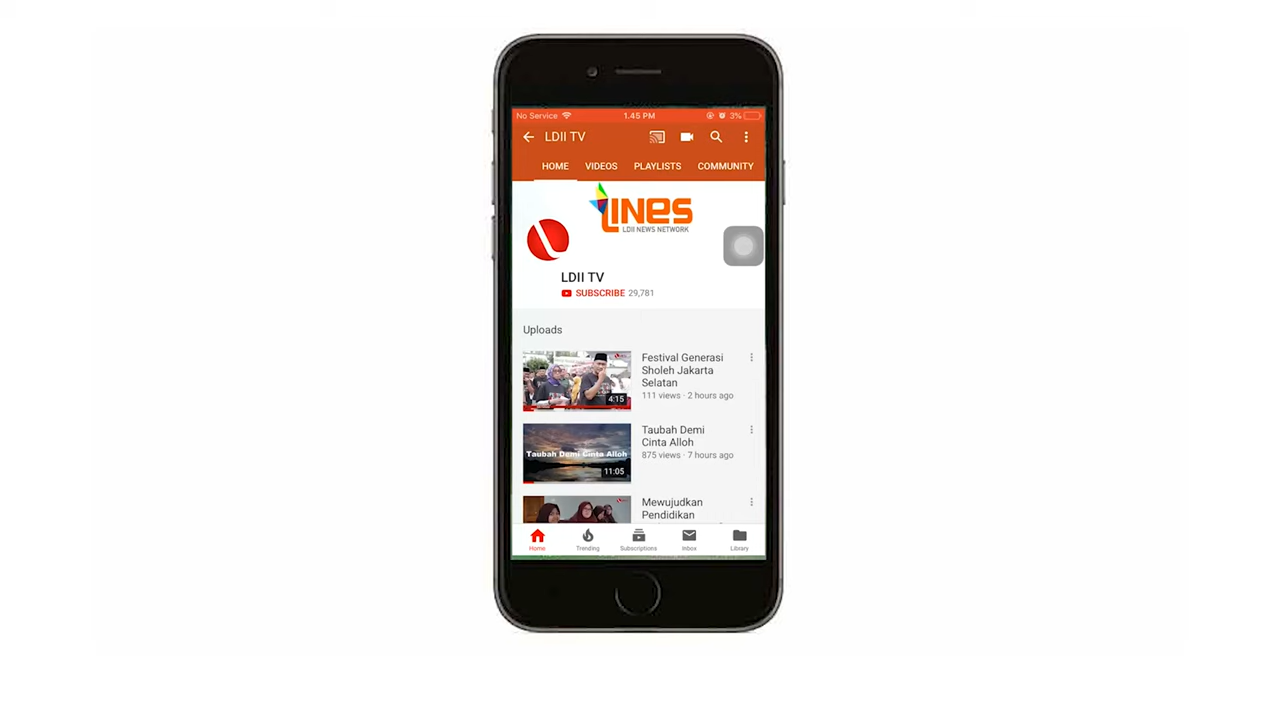 No Service 1.45 PM 3%
LDII TV
HOME VIDEOS PLAYLISTS COMMUNITY
LINES
LDII NEWS NETWORK
LDII TV
SUBSCRIBE 29,781
Uploads
Festival Generasi
Sholeh Jakarta
Selatan
111 views · 2 hours ago
4:15
Taubah Demi
Cinta Alloh
875 views · 7 hours ago
Taubah Demi Cinta Alloh
11:05
Mewujudkan
Pendidikan
Home Trending Subscriptions Inbox Library